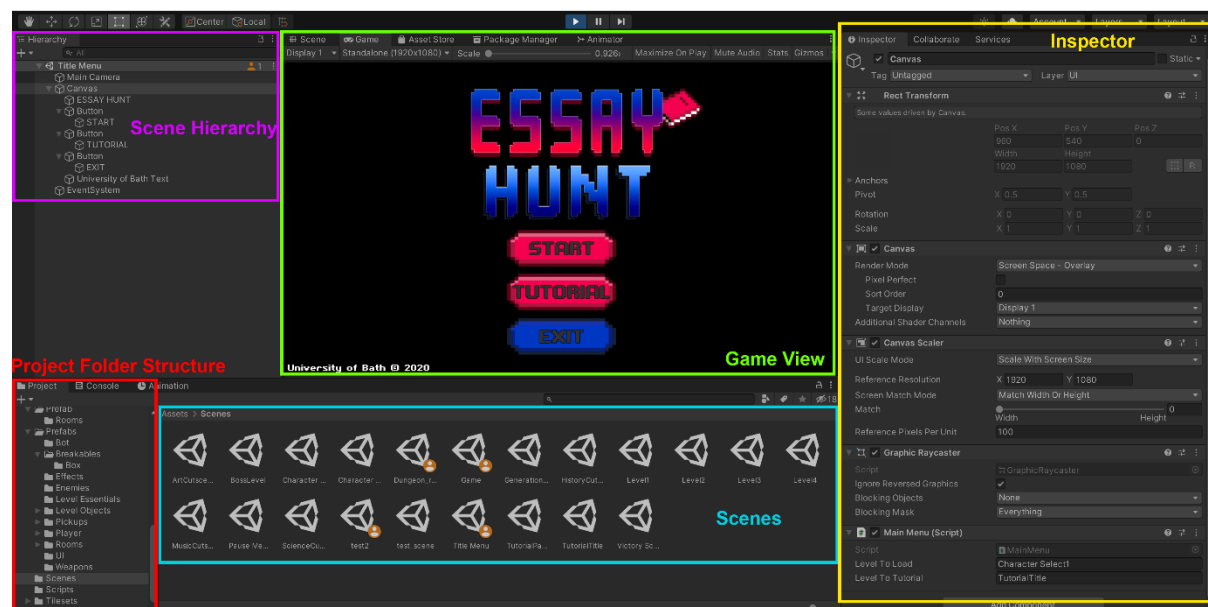 Center Local
Account Layers Layout
Hierarchy
All
Title Menu 1
Main Camera
Canvas
ESSAY HUNT
Button
START
Button
TUTORIAL
Button
EXIT
University of Bath Text
EventSystem
Scene Hierarchy
Scene Game Asset Store Package Manager Animator
Display 1 Standalone (1920x1080) Scale 0.926x Maximize On Play Mute Audio Stats Gizmos
ESSAY
HUNT
START
TUTORIAL
EXIT
University of Bath © 2020
Game View
Inspector Collaborate Services
Inspector
Canvas Static
Tag Untagged Layer UI
Rect Transform
Some values driven by Canvas.
Pos X Pos Y Pos Z
960 540 0
Width Height
1920 1080
Anchors
Pivot X 0.5 Y 0.5
Rotation X 0 Y 0 Z 0
Scale X 1 Y 1 Z 1
Canvas
Render Mode Screen Space - Overlay
Pixel Perfect
Sort Order 0
Target Display Display 1
Additional Shader Channels Nothing
Canvas Scaler
UI Scale Mode Scale With Screen Size
Reference Resolution X 1920 Y 1080
Screen Match Mode Match Width Or Height
Match 0
Width Height
Reference Pixels Per Unit 100
Graphic Raycaster
Script GraphicRaycaster
Ignore Reversed Graphics
Blocking Objects None
Blocking Mask Everything
Main Menu (Script)
Script MainMenu
Level To Load Character Select1
Level To Tutorial TutorialTitle
Add Component
Project Folder Structure
Project Console Animation
18
Prefab
Rooms
Prefabs
Bot
Breakables
Box
Effects
Enemies
Level Essentials
Level Objects
Pickups
Player
Rooms
UI
Weapons
Scenes
Scripts
Tilesets
Assets > Scenes
ArtCutsce... BossLevel Character ... Character ... Dungeon_r... Game Generation... HistoryCut... Level1 Level2 Level3 Level4
MusicCuts... Pause Me... ScienceCu... test2 test_scene Title Menu TutorialPa... TutorialTitle Victory Sc...
Scenes